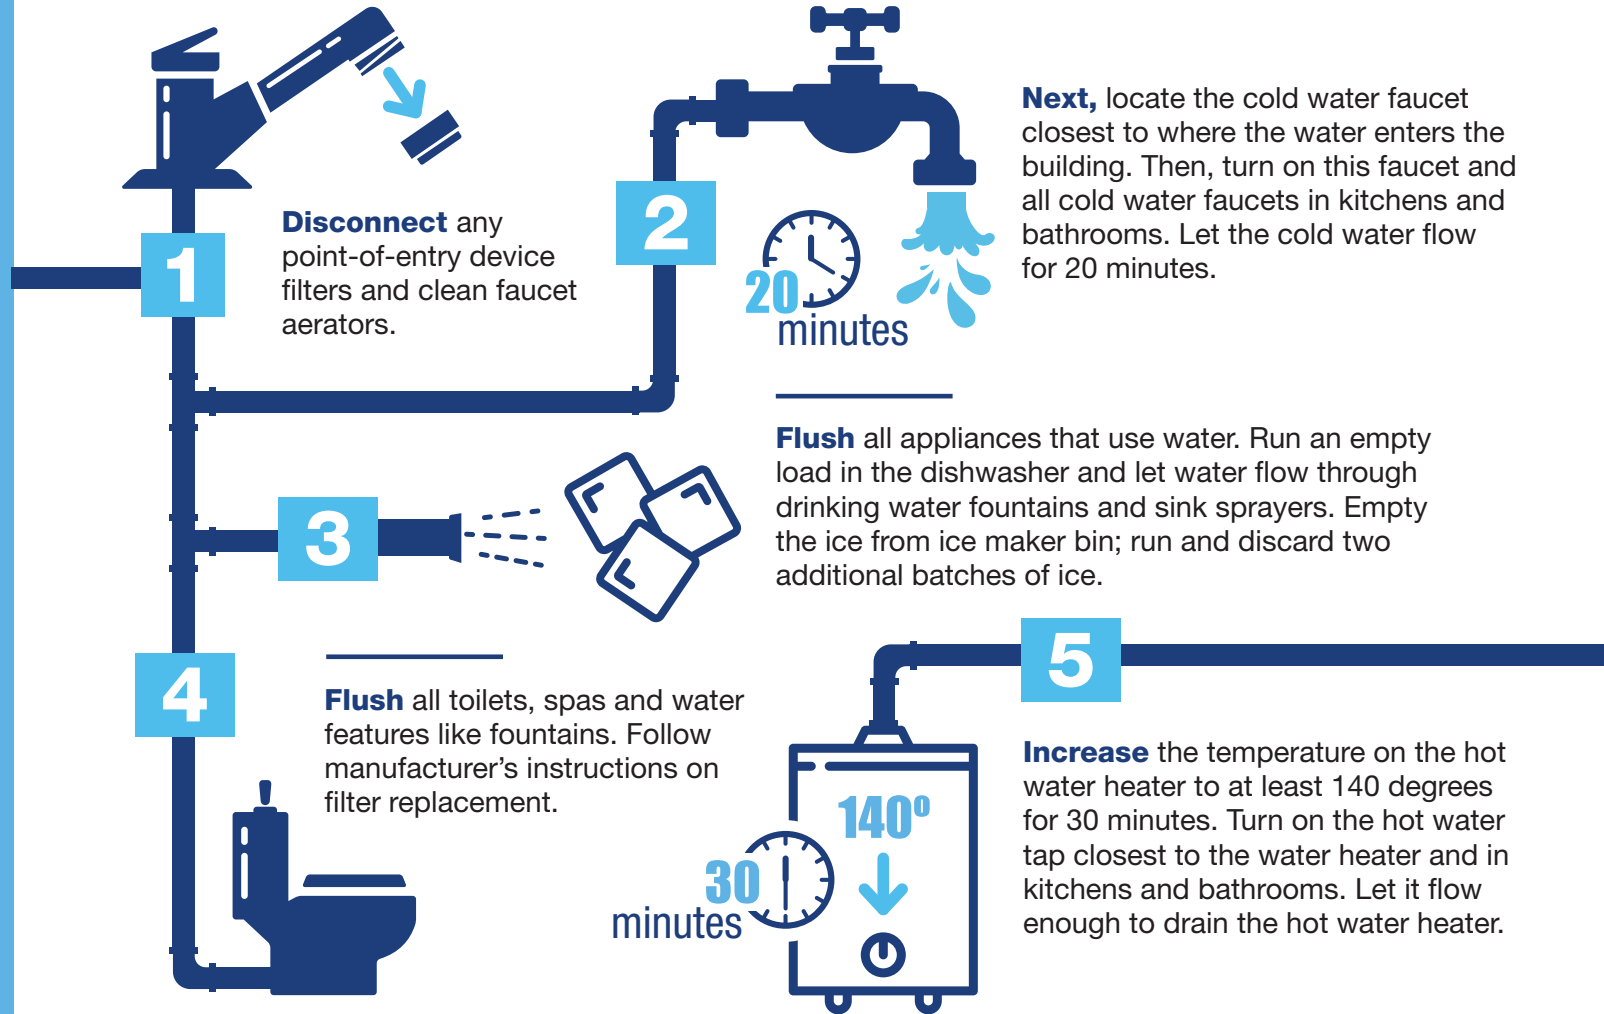 1
Disconnect any
point-of-entry device
filters and clean faucet
aerators.
2
20
minutes
Next, locate the cold water faucet
closest to where the water enters the
building. Then, turn on this faucet and
all cold water faucets in kitchens and
bathrooms. Let the cold water flow
for 20 minutes.
3
Flush all appliances that use water. Run an empty
load in the dishwasher and let water flow through
drinking water fountains and sink sprayers. Empty
the ice from ice maker bin; run and discard two
additional batches of ice.
4
Flush all toilets, spas and water
features like fountains. Follow
manufacturer’s instructions on
filter replacement.
5
140º
30
minutes
Increase the temperature on the hot
water heater to at least 140 degrees
for 30 minutes. Turn on the hot water
tap closest to the water heater and in
kitchens and bathrooms. Let it flow
enough to drain the hot water heater.